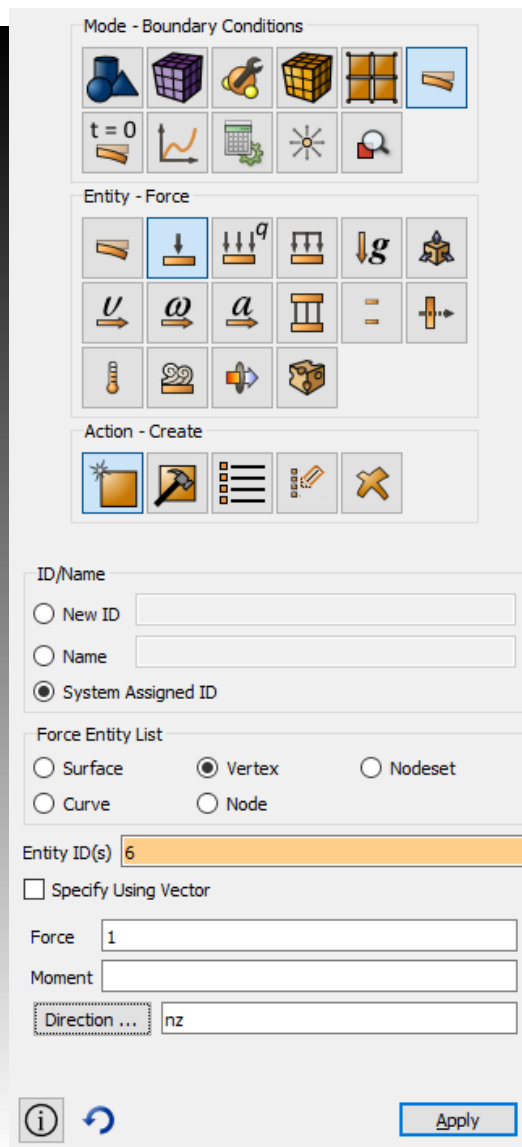 Mode - Boundary Conditions
t = 0
Entity - Force
q
g
v
ω
a
Action - Create
ID/Name
New ID
Name
System Assigned ID
Force Entity List
Surface Vertex Nodeset
Curve Node
Entity ID(s) 6
Specify Using Vector
Force 1
Moment
Direction ... nz
i
Apply